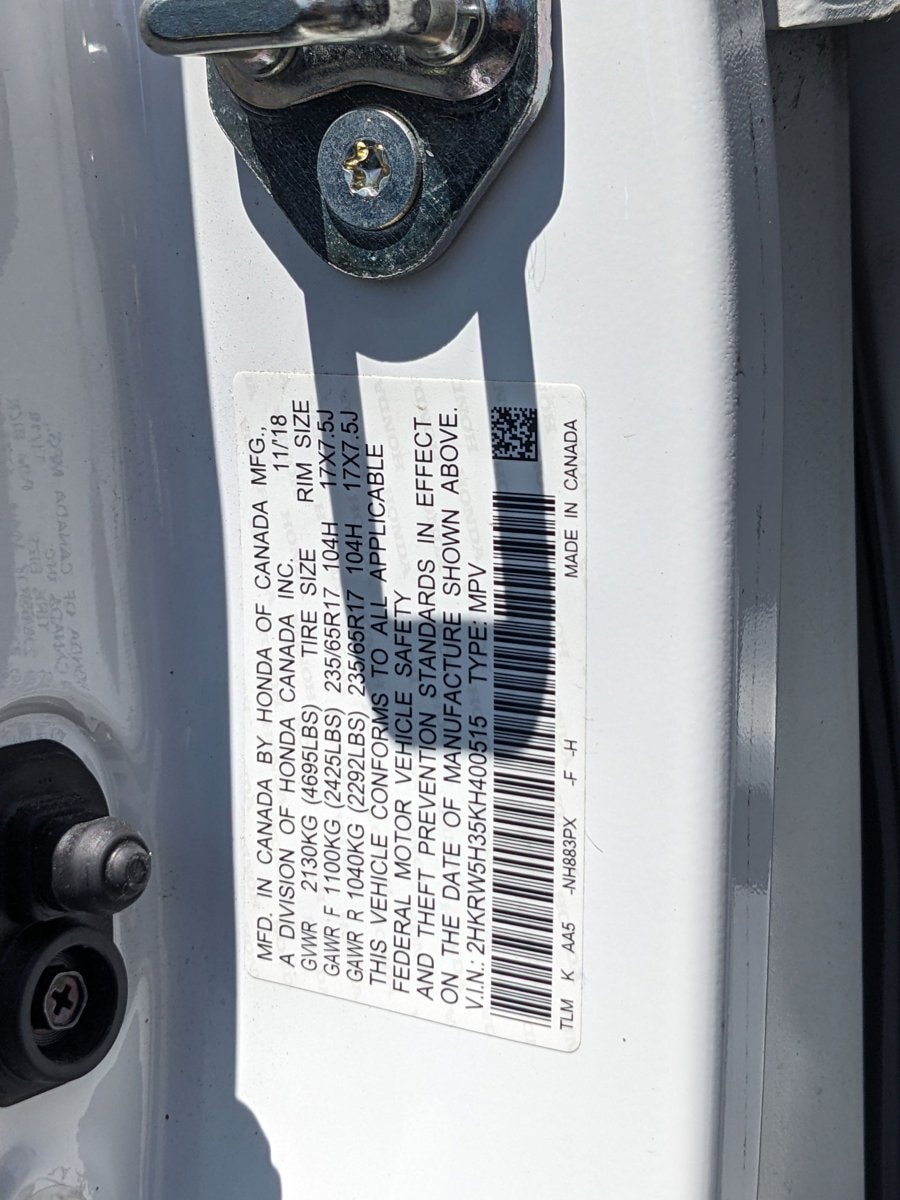 MFD. IN CANADA BY HONDA OF CANADA MFG.,
A DIVISION OF HONDA CANADA INC. 11/18
GVWR 2130KG (4695LBS) TIRE SIZE RIM SIZE
GAWR F 1100KG (2425LBS) 235/65R17 104H 17X7.5J
GAWR R 1040KG (2292LBS) 235/65R17 104H 17X7.5J
THIS VEHICLE CONFORMS TO ALL APPLICABLE
FEDERAL MOTOR VEHICLE SAFETY
AND THEFT PREVENTION STANDARDS IN EFFECT
ON THE DATE OF MANUFACTURE SHOWN ABOVE.
V.I.N.: 2HKRW5H35KH400515 TYPE: MPV
TLM K AA5 -NH883PX -F -H MADE IN CANADA